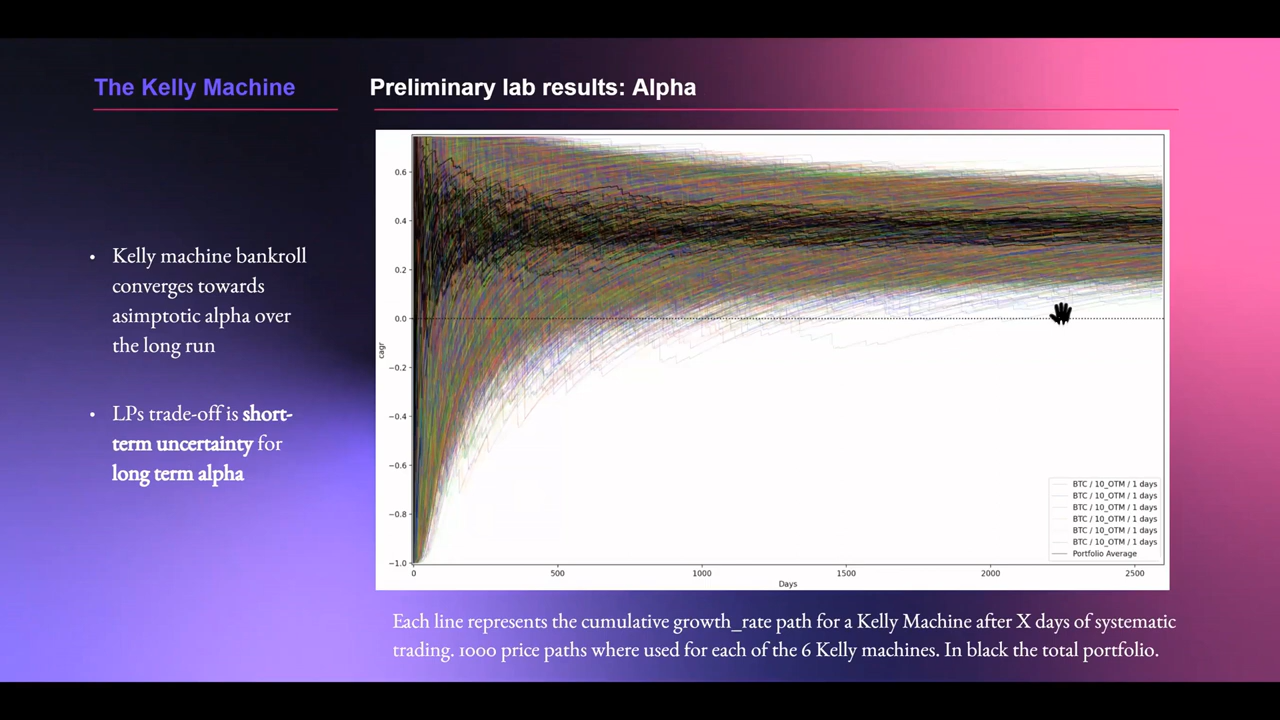 The Kelly Machine
Preliminary lab results: Alpha
• Kelly machine bankroll
converges towards
asimptotic alpha over
the long run
• LPs trade-off is short-
term uncertainty for
long term alpha
0.6
0.4
0.2
0.0
−0.2
−0.4
−0.6
−0.8
−1.0
cagr
0
500
1000
1500
2000
2500
Days
BTC / 10_OTM / 1 days
BTC / 10_OTM / 1 days
BTC / 10_OTM / 1 days
BTC / 10_OTM / 1 days
BTC / 10_OTM / 1 days
BTC / 10_OTM / 1 days
Portfolio Average
Each line represents the cumulative growth_rate path for a Kelly Machine after X days of systematic
trading. 1000 price paths where used for each of the 6 Kelly machines. In black the total portfolio.